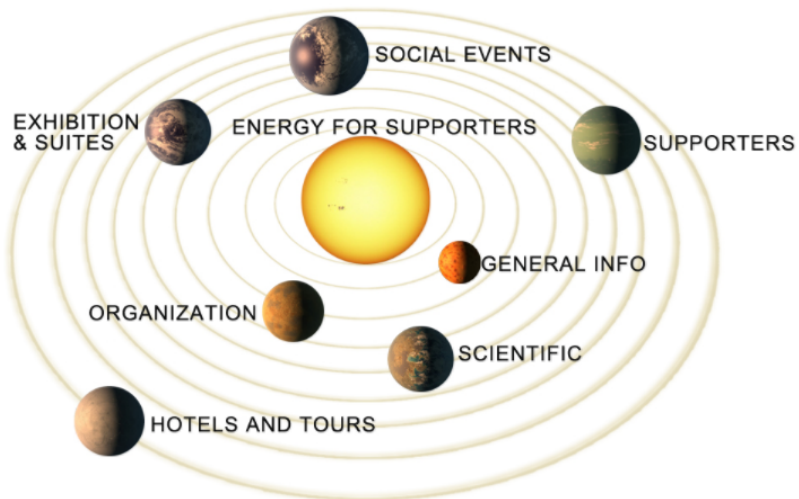 SOCIAL EVENTS
EXHIBITION
& SUITES
ENERGY FOR SUPPORTERS
SUPPORTERS
GENERAL INFO
ORGANIZATION
SCIENTIFIC
HOTELS AND TOURS